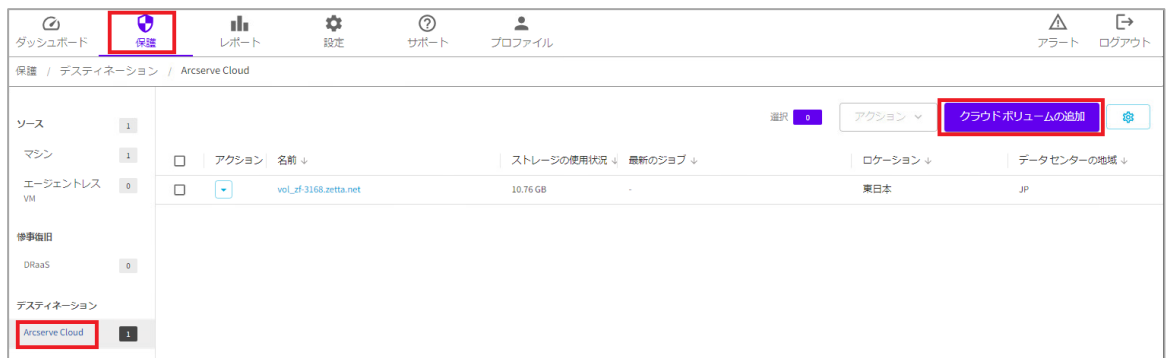 ダッシュボード 保護 レポート 設定 サポート プロファイル アラート ログアウト
保護 / デスティネーション / Arcserve Cloud
選択 0 アクション クラウド ボリュームの追加
ソース 1
マシン 1
エージェントレス VM 0
惨事復旧
DRaaS 0
デスティネーション
Arcserve Cloud 1
アクション 名前 ↓ ストレージの使用状況 ↓ 最新のジョブ ↓ ロケーション ↓ データ センターの地域 ↓
vol_zf-3168.zetta.net 10.76 GB - 東日本 JP